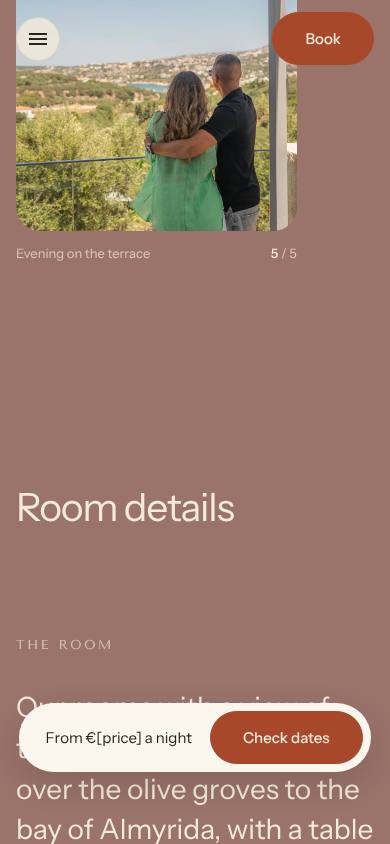 Book
Evening on the terrace
5 / 5
Room details
THE ROOM
From €[price] a night
Check dates
over the olive groves to the
bay of Almyrida, with a table